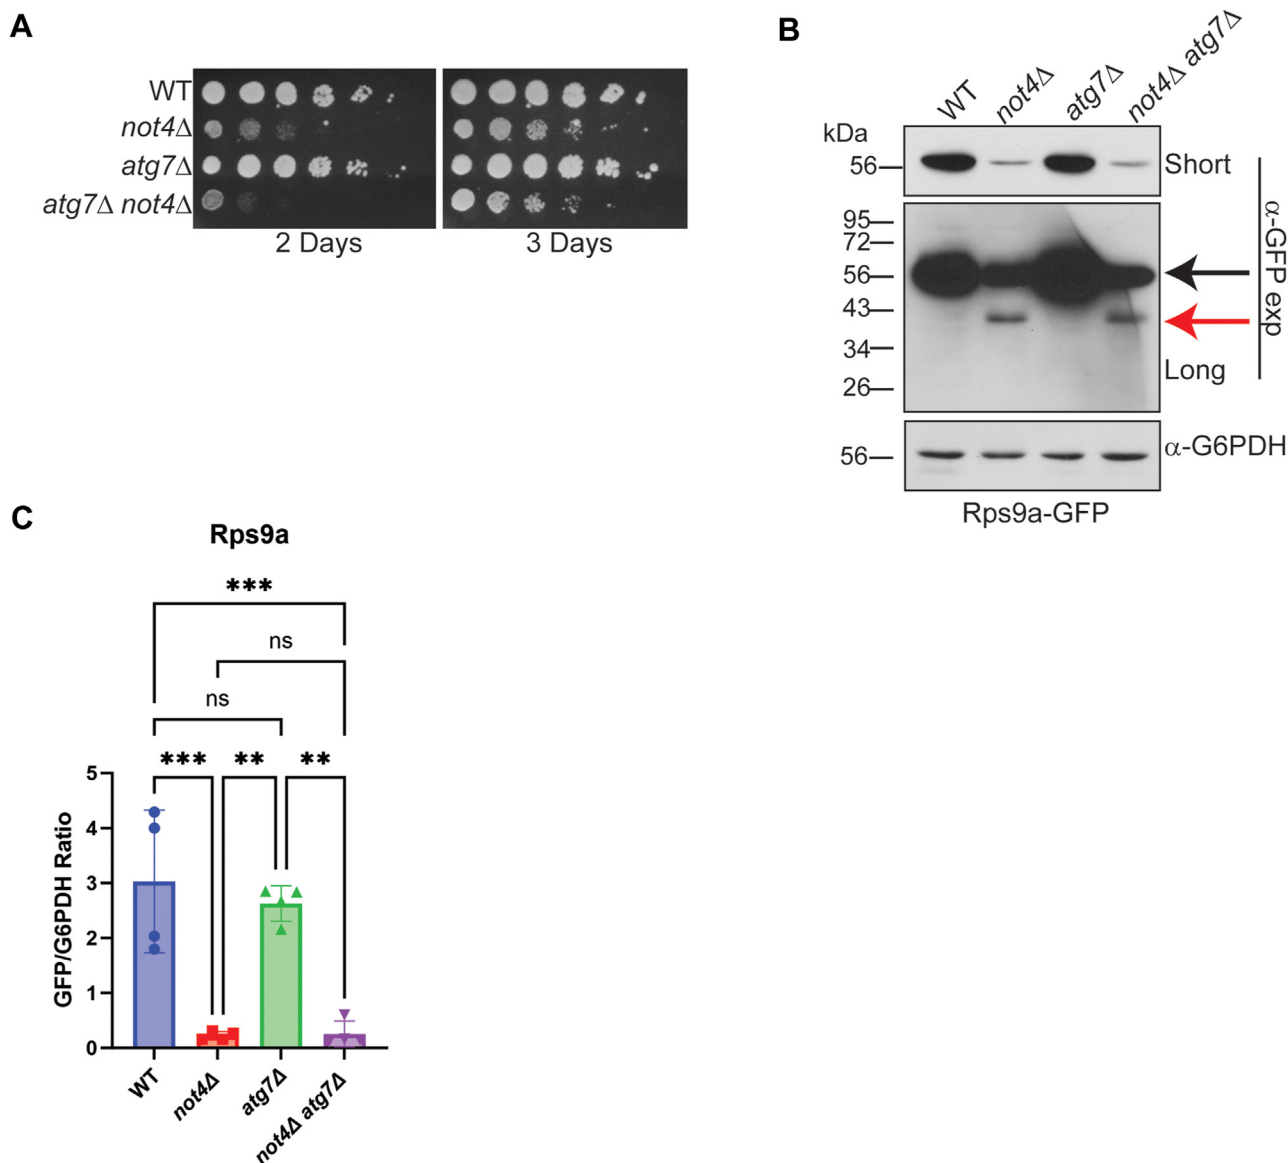 A
WT
not4Δ
atg7Δ
atg7Δ not4Δ
2 Days
3 Days
B
WT
not4Δ
atg7Δ
not4Δ atg7Δ
kDa
56
Short
95
72
56
43
34
26
Long
α-GFP exp
56
α-G6PDH
Rps9a-GFP
C
Rps9a
***
ns
ns
*** ** **
GFP/G6PDH Ratio
5
4
3
2
1
0
WT
not4Δ
atg7Δ
not4Δ atg7Δ